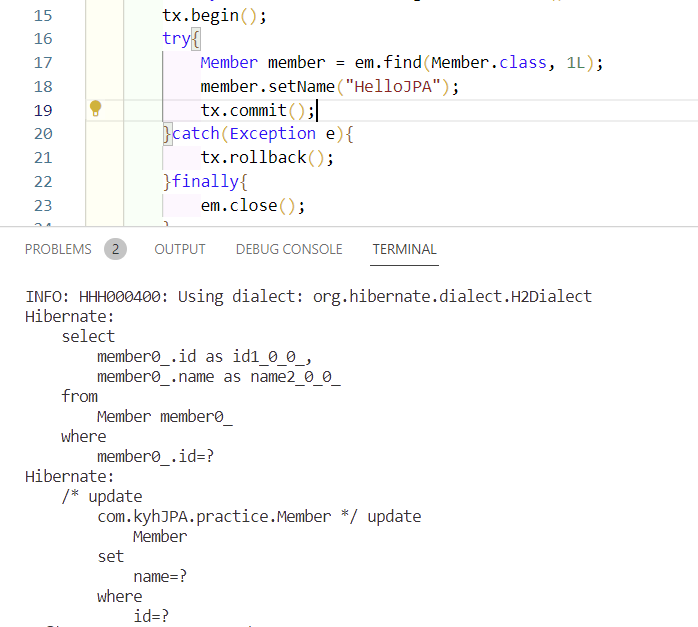 15 tx.begin();
16 try{
17 Member member = em.find(Member.class, 1L);
18 member.setName("HelloJPA");
19 tx.commit();
20 }catch(Exception e){
21 tx.rollback();
22 }finally{
23 em.close();
PROBLEMS 2 OUTPUT DEBUG CONSOLE TERMINAL
INFO: HHH000400: Using dialect: org.hibernate.dialect.H2Dialect
Hibernate:
select
member0_.id as id1_0_0_,
member0_.name as name2_0_0_
from
Member member0_
where
member0_.id=?
Hibernate:
/* update
com.kyhJPA.practice.Member */ update
Member
set
name=?
where
id=?